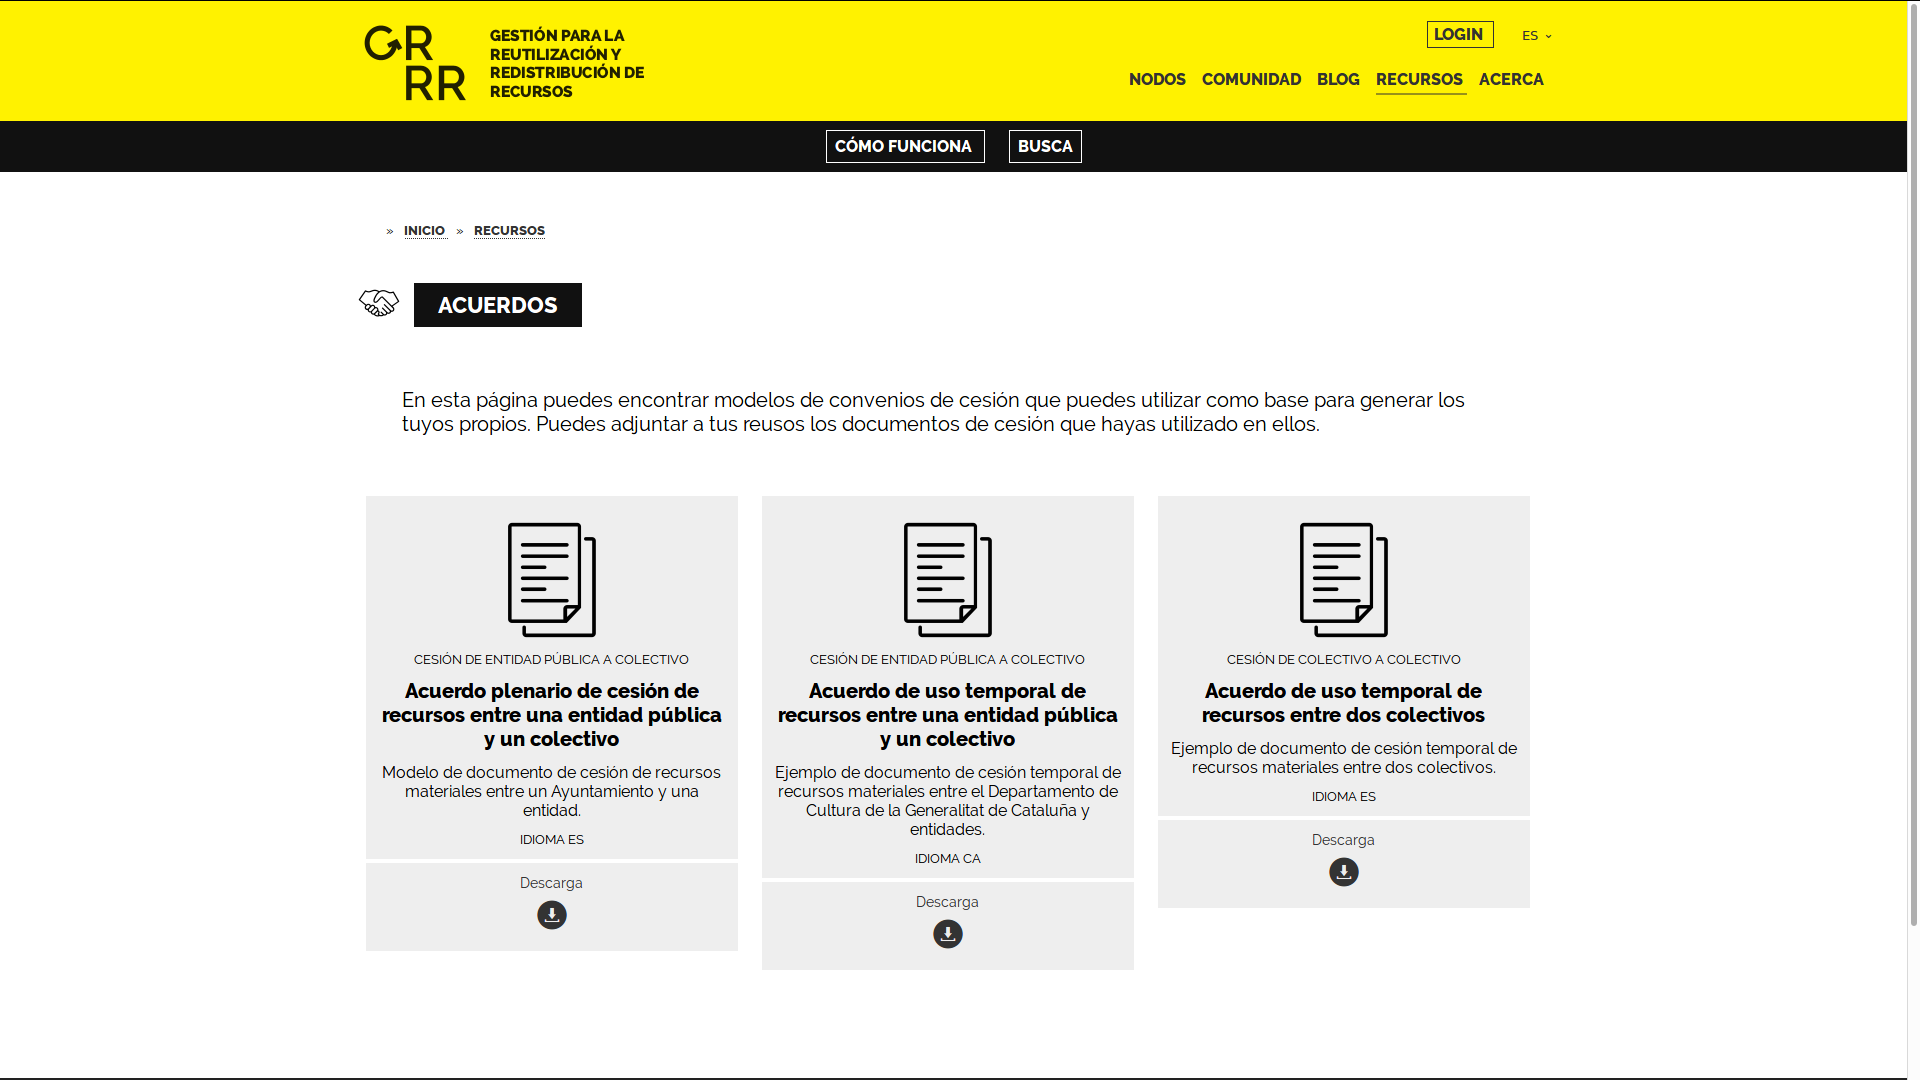 GR
RR
GESTIÓN PARA LA
REUTILIZACIÓN Y
REDISTRIBUCIÓN DE
RECURSOS
LOGIN
ES
NODOS COMUNIDAD BLOG RECURSOS ACERCA
CÓMO FUNCIONA BUSCA
» INICIO » RECURSOS
ACUERDOS
En esta página puedes encontrar modelos de convenios de cesión que puedes utilizar como base para generar los
tuyos propios. Puedes adjuntar a tus reusos los documentos de cesión que hayas utilizado en ellos.
CESIÓN DE ENTIDAD PÚBLICA A COLECTIVO
Acuerdo plenario de cesión de
recursos entre una entidad pública
y un colectivo
Modelo de documento de cesión de recursos
materiales entre un Ayuntamiento y una
entidad.
IDIOMA ES
Descarga
CESIÓN DE ENTIDAD PÚBLICA A COLECTIVO
Acuerdo de uso temporal de
recursos entre una entidad pública
y un colectivo
Ejemplo de documento de cesión temporal de
recursos materiales entre el Departamento de
Cultura de la Generalitat de Cataluña y
entidades.
IDIOMA CA
Descarga
CESIÓN DE COLECTIVO A COLECTIVO
Acuerdo de uso temporal de
recursos entre dos colectivos
Ejemplo de documento de cesión temporal de
recursos materiales entre dos colectivos.
IDIOMA ES
Descarga